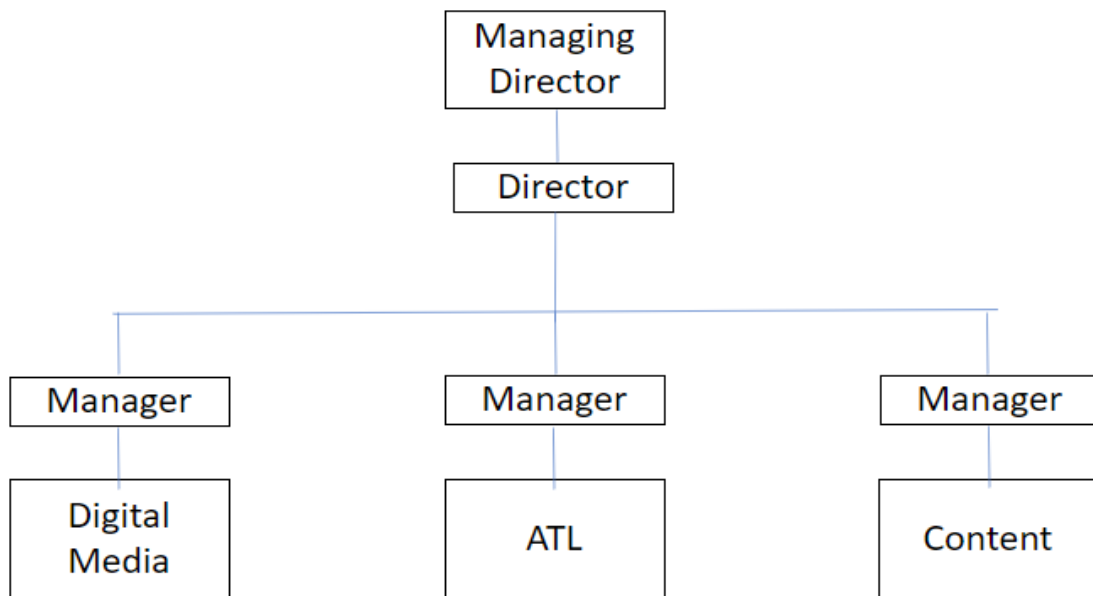 Managing
Director
Director
Manager
Manager
Manager
Digital
Media
ATL
Content